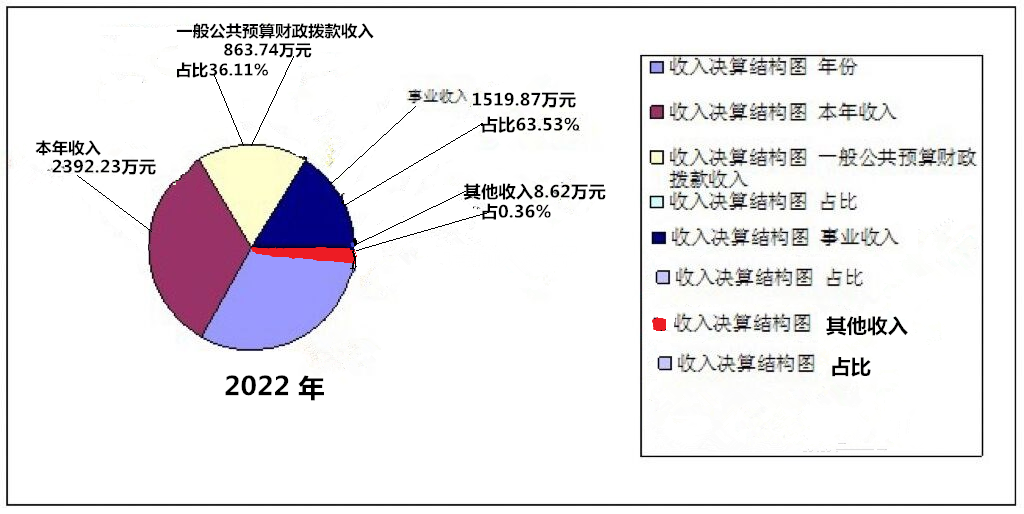 一般公共预算财政拨款收入
863.74万元
占比36.11%
事业收入 1519.87万元
占比63.53%
本年收入
2392.23万元
其他收入8.62万元
占0.36%
2022 年
收入决算结构图 年份
收入决算结构图 本年收入
收入决算结构图 一般公共预算财政
拨款收入
收入决算结构图 占比
收入决算结构图 事业收入
收入决算结构图 占比
收入决算结构图 其他收入
收入决算结构图 占比